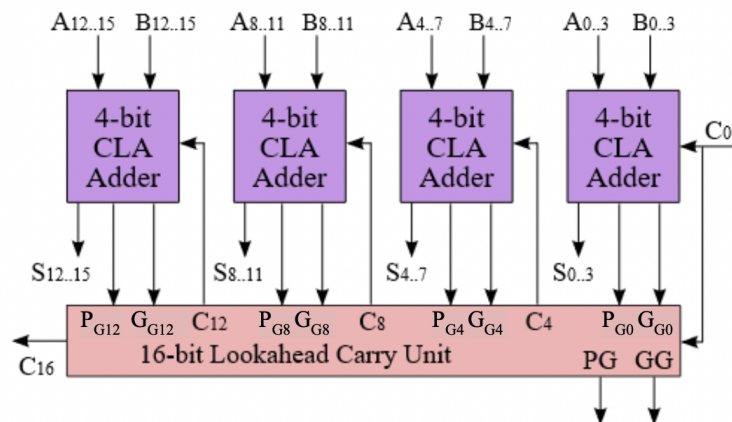 A12..15 B12..15 A8..11 B8..11 A4..7 B4..7 A0..3 B0..3
4-bit CLA Adder 4-bit CLA Adder 4-bit CLA Adder 4-bit CLA Adder
C0
S12..15 S8..11 S4..7 S0..3
PG12 GG12 C12 PG8 GG8 C8 PG4 GG4 C4 PG0 GG0
C16 16-bit Lookahead Carry Unit PG GG